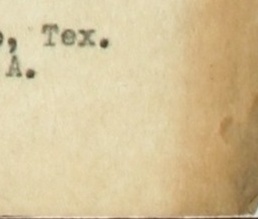 , Tex.
A.